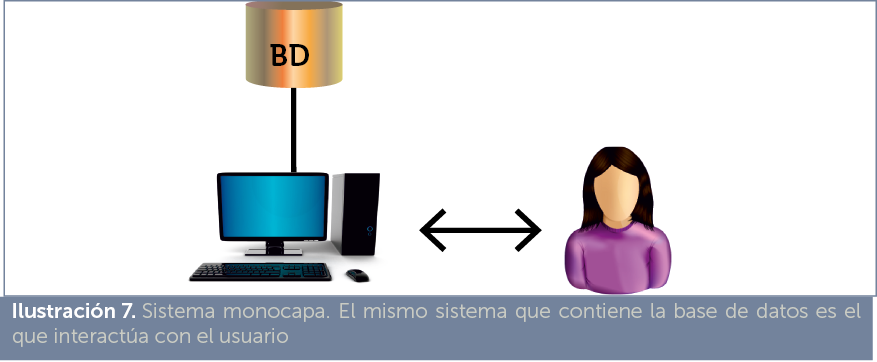 BD
Ilustración 7. Sistema monocapa. El mismo sistema que contiene la base de datos es el
que interactúa con el usuario